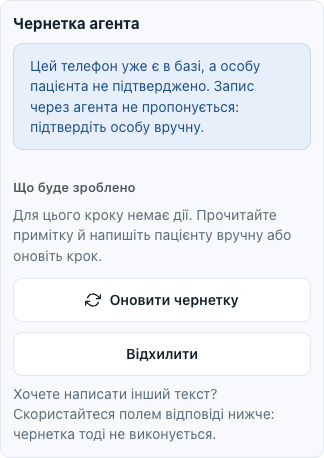 Чернетка агента
Цей телефон уже є в базі, а особу
пацієнта не підтверджено. Запис
через агента не пропонується:
підтвердіть особу вручну.
Що буде зроблено
Для цього кроку немає дії. Прочитайте
примітку й напишіть пацієнту вручну або
оновіть крок.
Оновити чернетку
Відхилити
Хочете написати інший текст?
Скористайтеся полем відповіді нижче:
чернетка тоді не виконується.